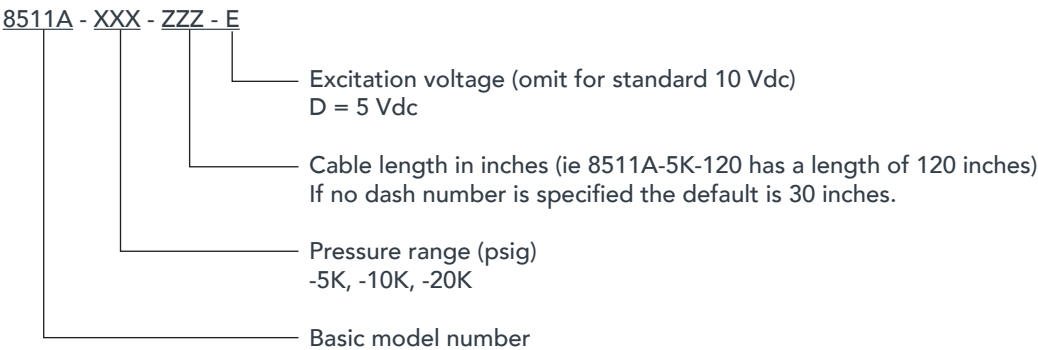 8511A - XXX - ZZZ - E
Excitation voltage (omit for standard 10 Vdc)
D = 5 Vdc
Cable length in inches (ie 8511A-5K-120 has a length of 120 inches)
If no dash number is specified the default is 30 inches.
Pressure range (psig)
-5K, -10K, -20K
Basic model number